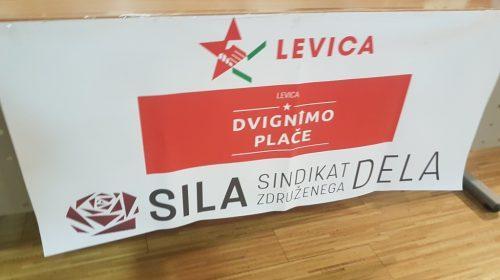 LEVICA
LEVICA
DVIGNIMO
PLAČE
SILA SINDIKAT ZDRUŽENEGA DELA